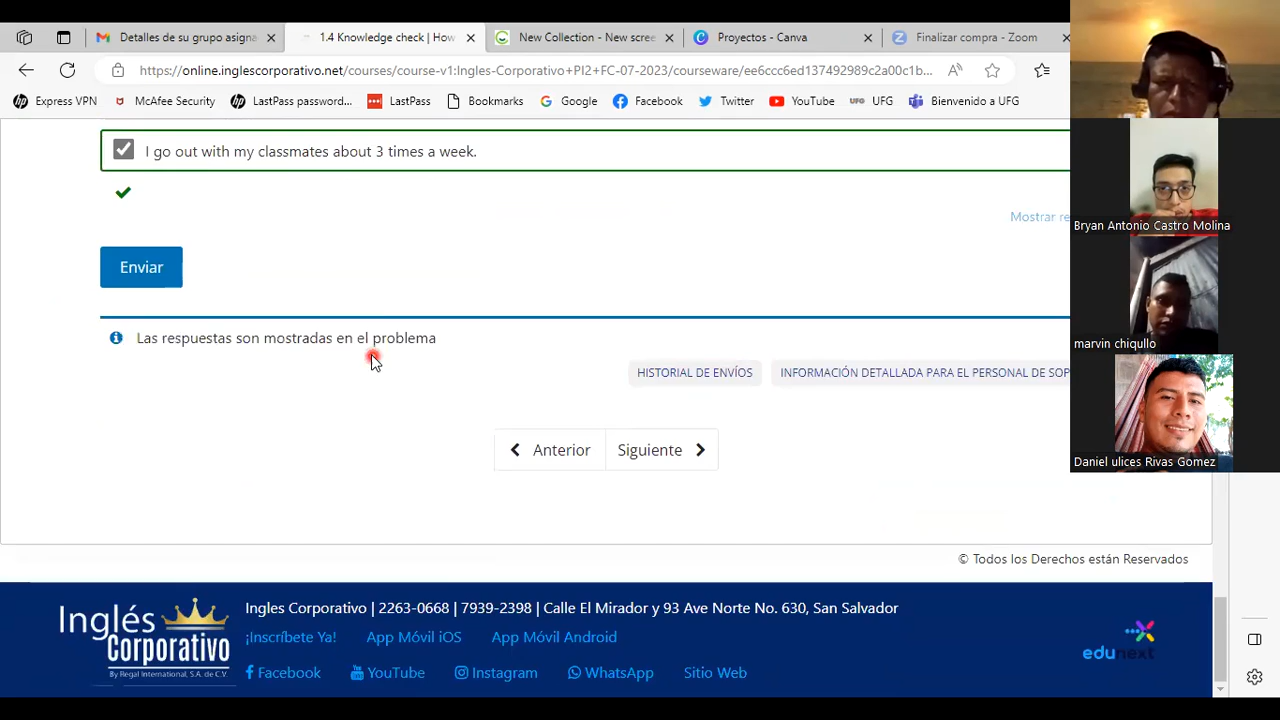 Detalles de su grupo asigna
1.4 Knowledge check | How
New Collection - New scree
Proyectos - Canva
Finalizar compra - Zoom
https://online.inglescorporativo.net/courses/course-v1:Ingles-Corporativo+PI2+FC-07-2023/courseware/ee6ccc6ed137492989c2a00c1b...
Express VPN
McAfee Security
LastPass password...
LastPass
Bookmarks
Google
Facebook
Twitter
YouTube
UFG
Bienvenido a UFG
I go out with my classmates about 3 times a week.
Mostrar re
Enviar
Las respuestas son mostradas en el problema
HISTORIAL DE ENVÍOS
INFORMACIÓN DETALLADA PARA EL PERSONAL DE SOP
Anterior
Siguiente
Bryan Antonio Castro Molina
marvin chiqullo
Daniel ulices Rivas Gomez
© Todos los Derechos están Reservados
Inglés
Corporativo
By Regal International, S.A. de C.V.
Ingles Corporativo | 2263-0668 | 7939-2398 | Calle El Mirador y 93 Ave Norte No. 630, San Salvador
¡Inscríbete Ya!
App Móvil iOS
App Móvil Android
Facebook
YouTube
Instagram
WhatsApp
Sitio Web
edunext